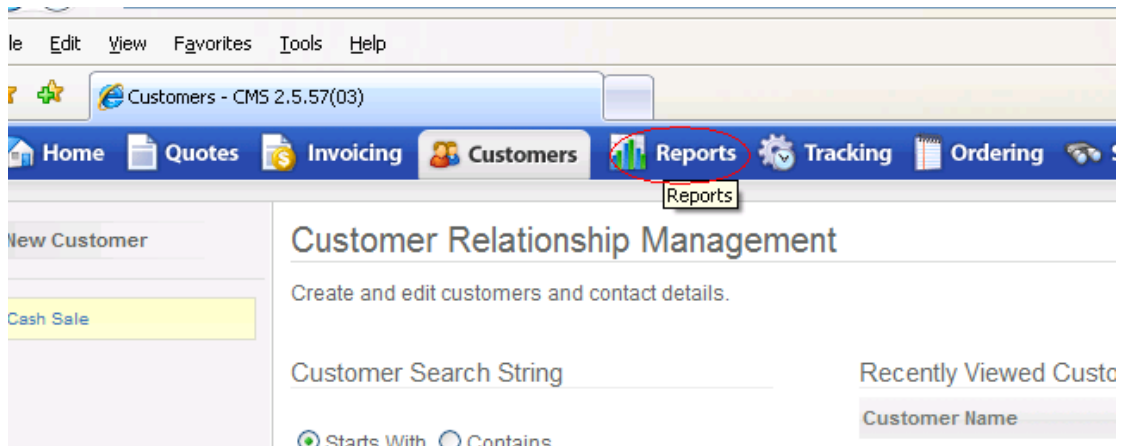 le Edit View Favorites Tools Help
Customers - CMS 2.5.57(03)
Home Quotes Invoicing Customers Reports Tracking Ordering S
Reports
New Customer
Customer Relationship Management
Create and edit customers and contact details.
Cash Sale
Customer Search String
Recently Viewed Custo
Customer Name
Starts With Contains